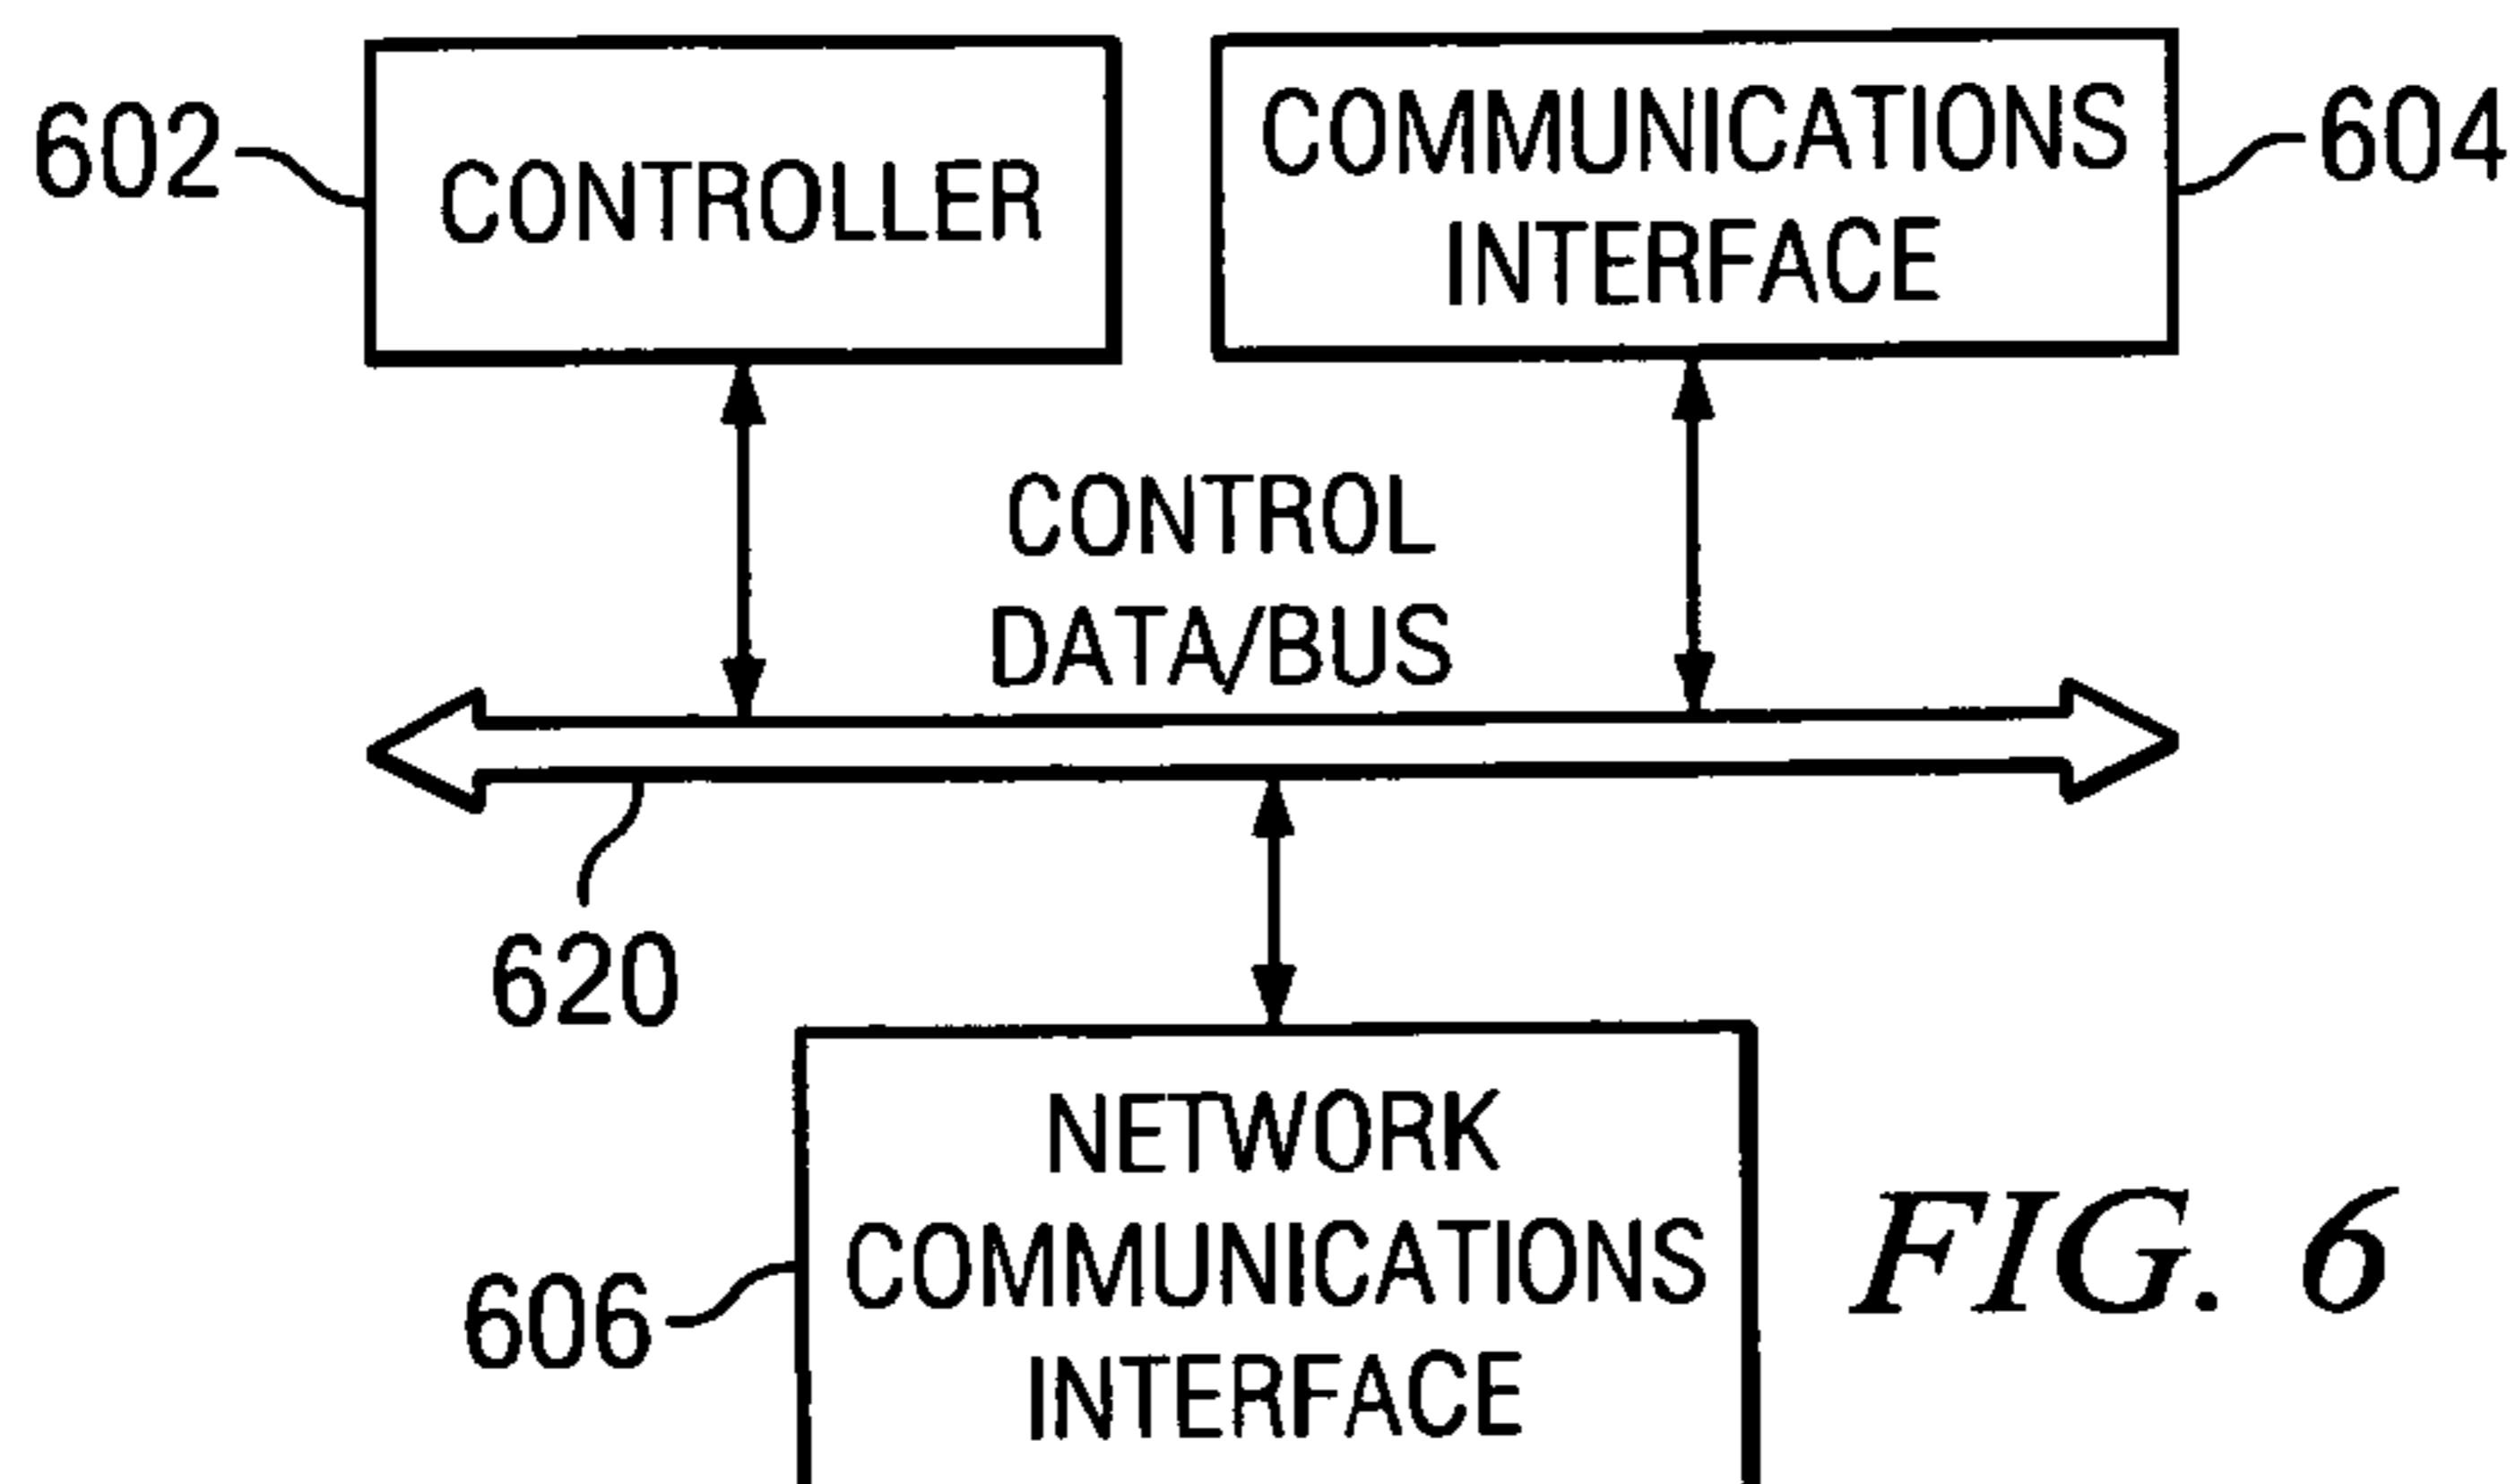 602
CONTROLLER
COMMUNICATIONS
INTERFACE
604
CONTROL
DATA/BUS
620
NETWORK
COMMUNICATIONS
INTERFACE
606
FIG. 6